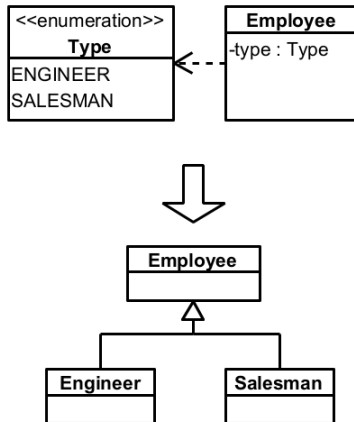 <<enumeration>>
Type
ENGINEER
SALESMAN
Employee
-type : Type
Employee
Engineer
Salesman